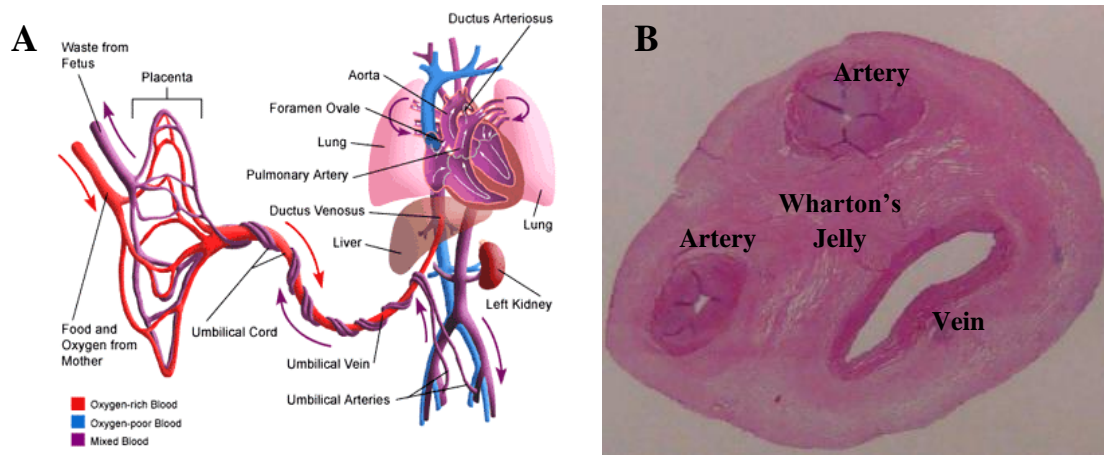 A
Waste from
Fetus
Placenta
Ductus Arteriosus
Aorta
Foramen Ovale
Lung
Pulmonary Artery
Ductus Venosus
Lung
Liver
Left Kidney
Umbilical Cord
Food and
Oxygen from
Mother
Umbilical Vein
Umbilical Arteries
Oxygen-rich Blood
Oxygen-poor Blood
Mixed Blood
B
Artery
Wharton's
Jelly
Artery
Vein